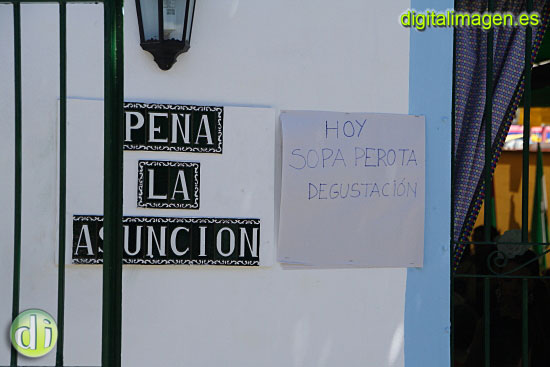 digitalimagen.es
PEÑA
LA
ASUNCION
HOY
SOPA PEROTA
DEGUSTACIÓN
di